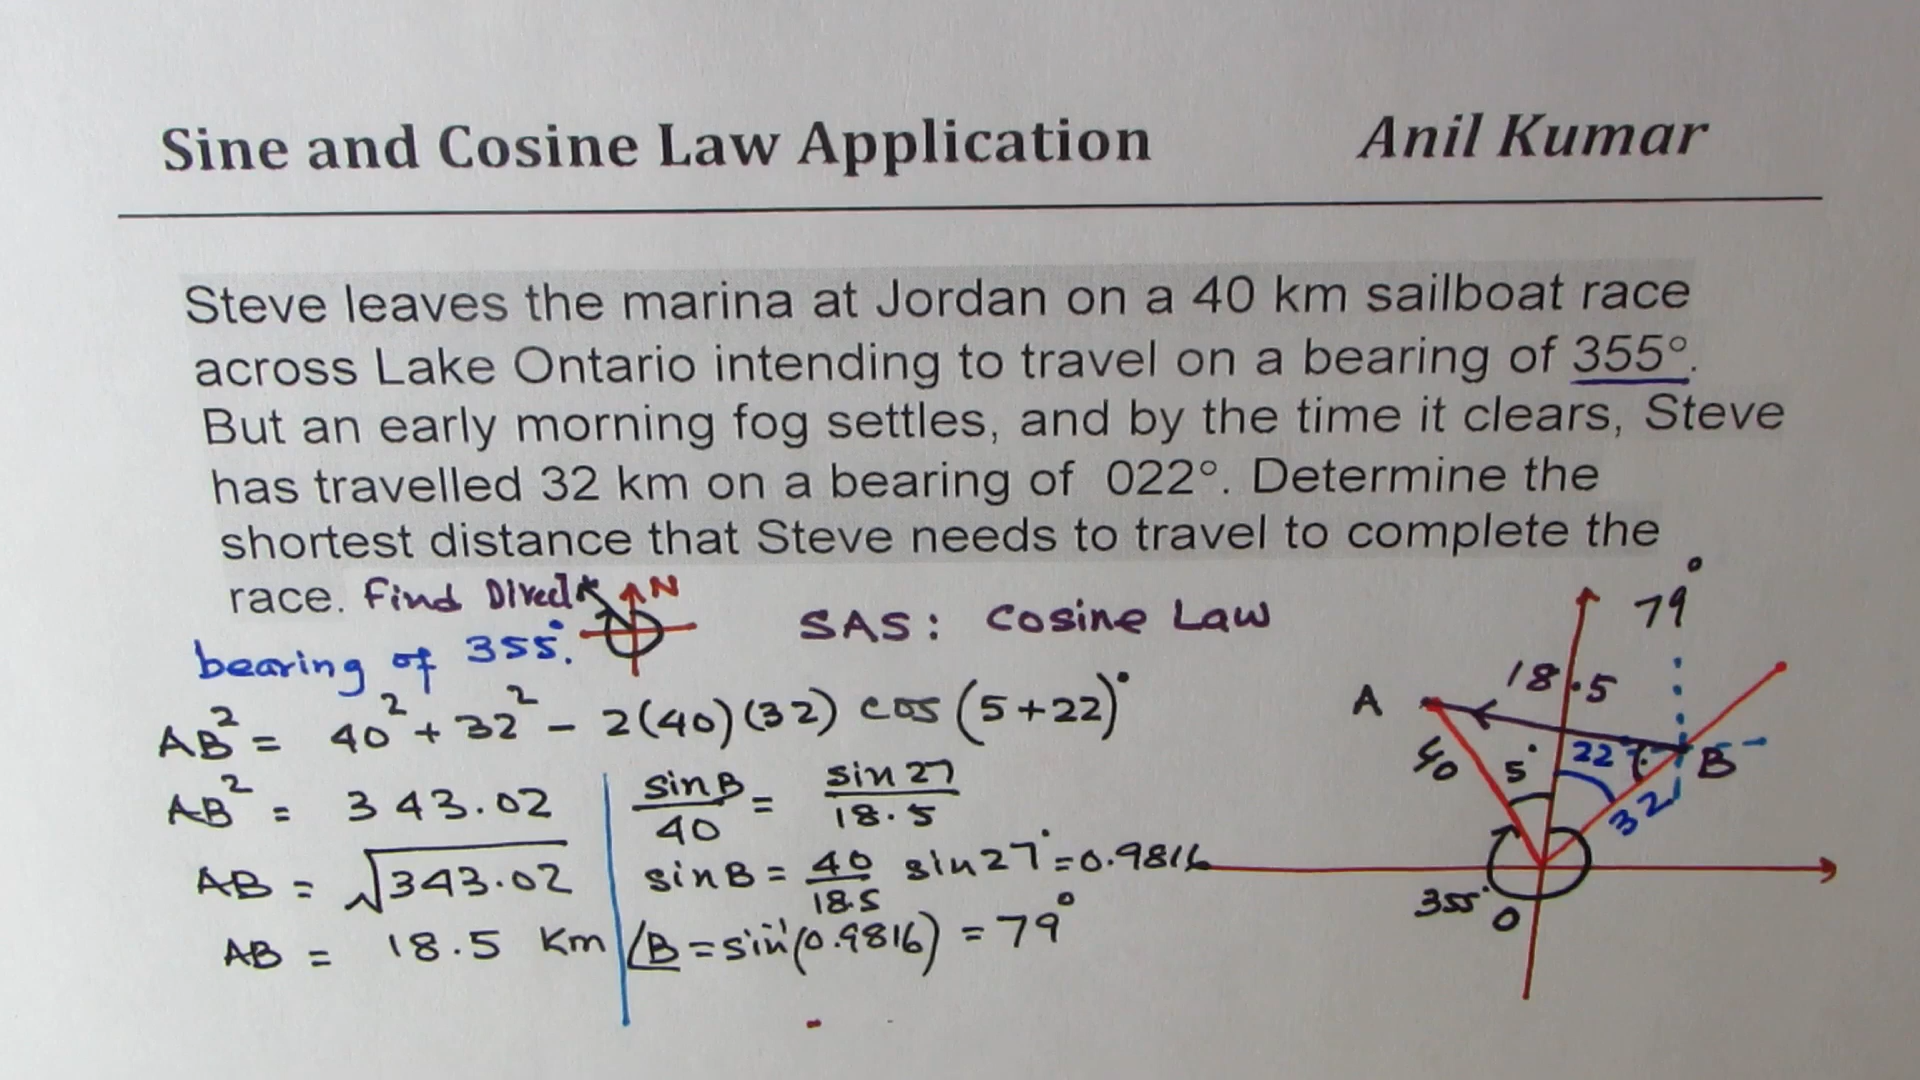 Sine and Cosine Law Application Anil Kumar
Steve leaves the marina at Jordan on a 40 km sailboat race
across Lake Ontario intending to travel on a bearing of 355°.
But an early morning fog settles, and by the time it clears, Steve
has travelled 32 km on a bearing of 022°. Determine the
shortest distance that Steve needs to travel to complete the
race. Find Direct N
bearing of 355°.
SAS: Cosine Law
AB² = 40² + 32² - 2(40)(32) cos (5+22)°
AB² = 343.02
AB = √343.02
AB = 18.5 Km
sinB/40 = sin 27/18.5
sinB = 40/18.5 sin27° = 0.9816
∠B = sin⁻¹(0.9816) = 79°
79°
18.5
A
40 5° 22 B
32
355° O